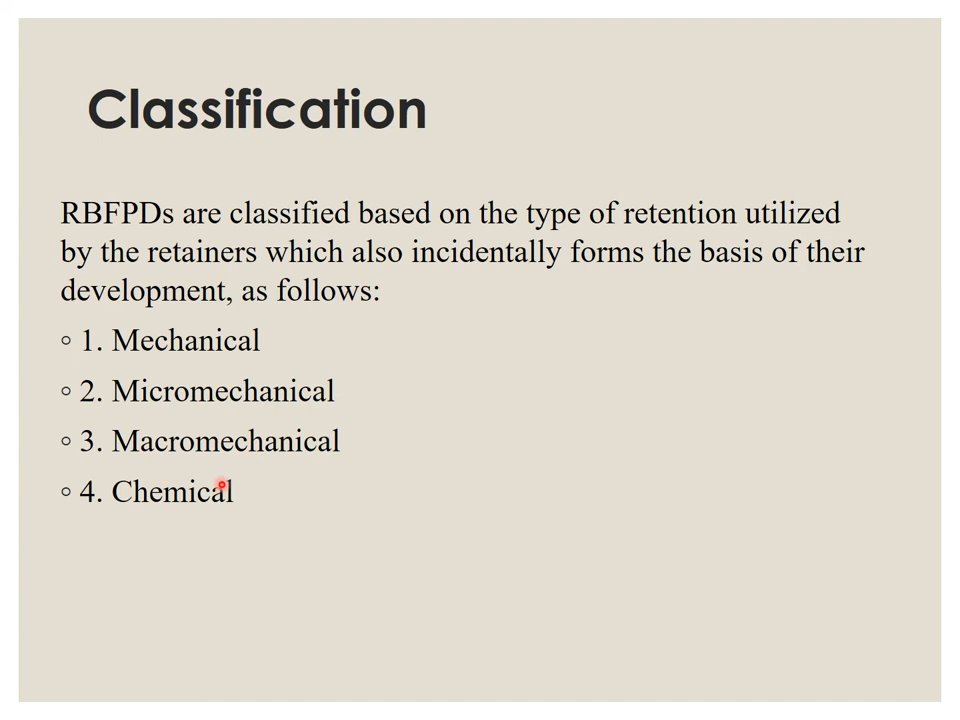 Classification
RBFPDs are classified based on the type of retention utilized
by the retainers which also incidentally forms the basis of their
development, as follows:
◦ 1. Mechanical
◦ 2. Micromechanical
◦ 3. Macromechanical
◦ 4. Chemical